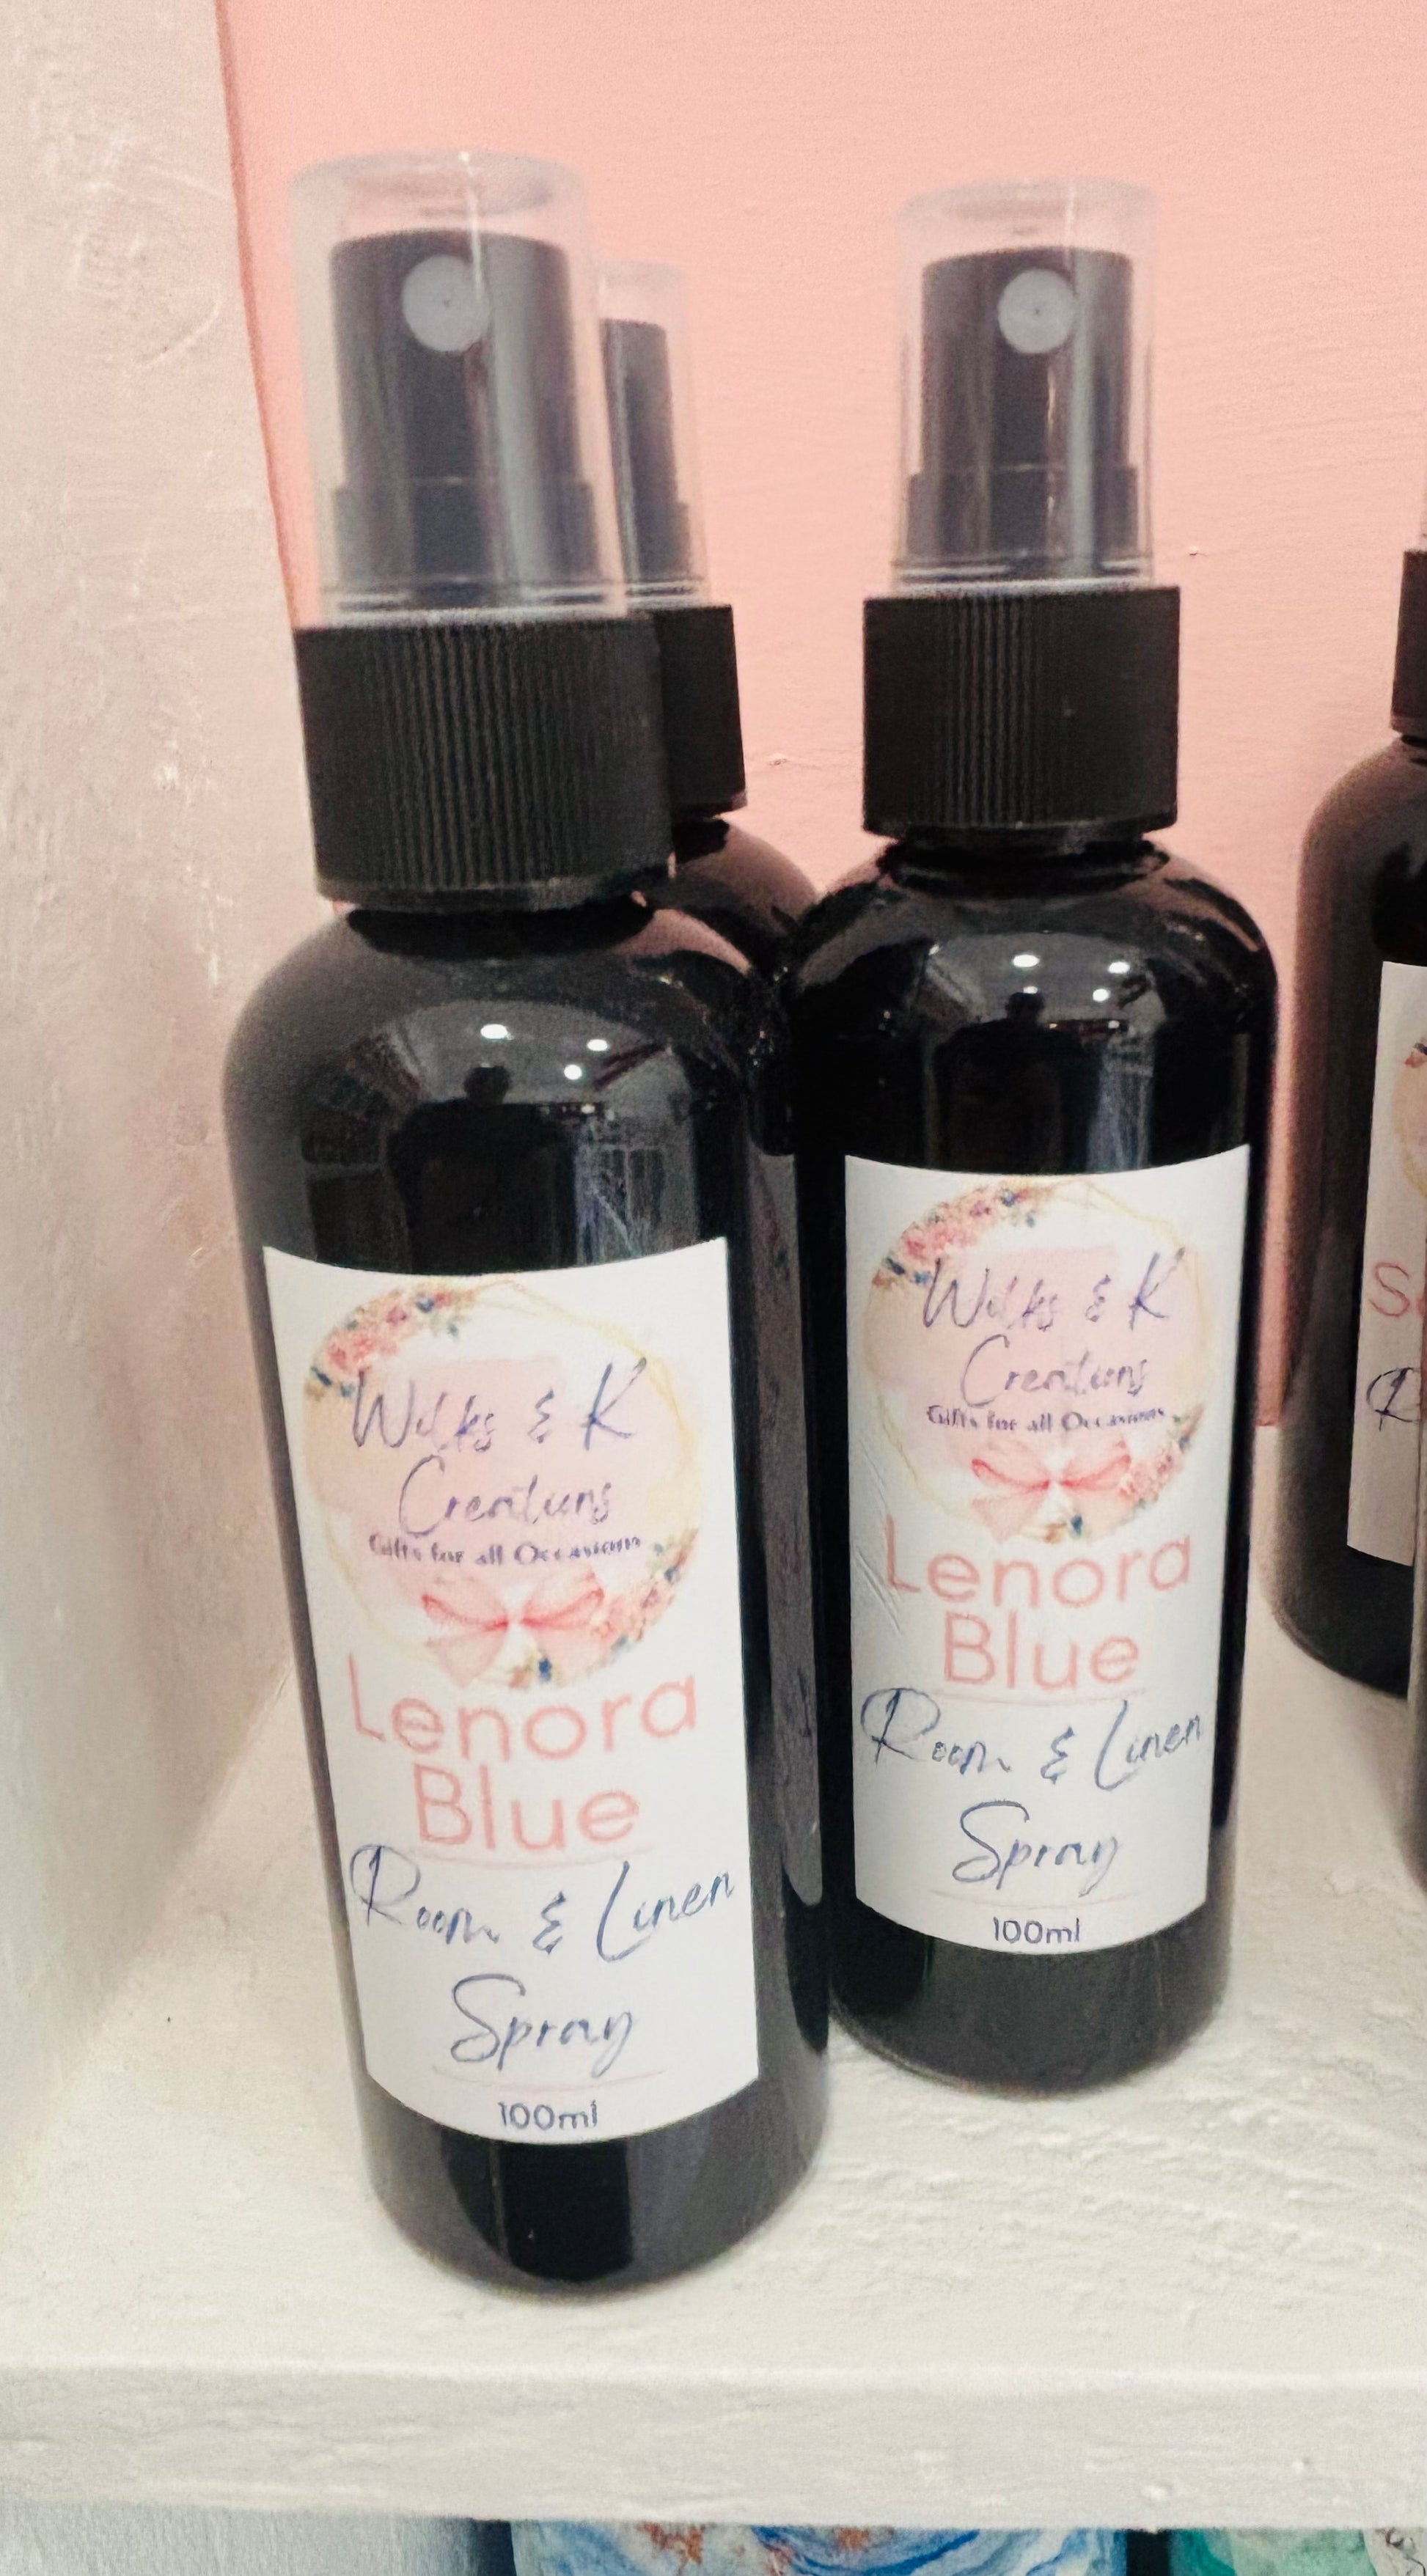 Wilks & K
Creations
Gifts for all Occasions
Lenora
Blue
Room & Linen
Spray
100ml
Wilks & K
Creations
Gifts for all Occasions
Lenora
Blue
Room & Linen
Spray
100ml
S
R